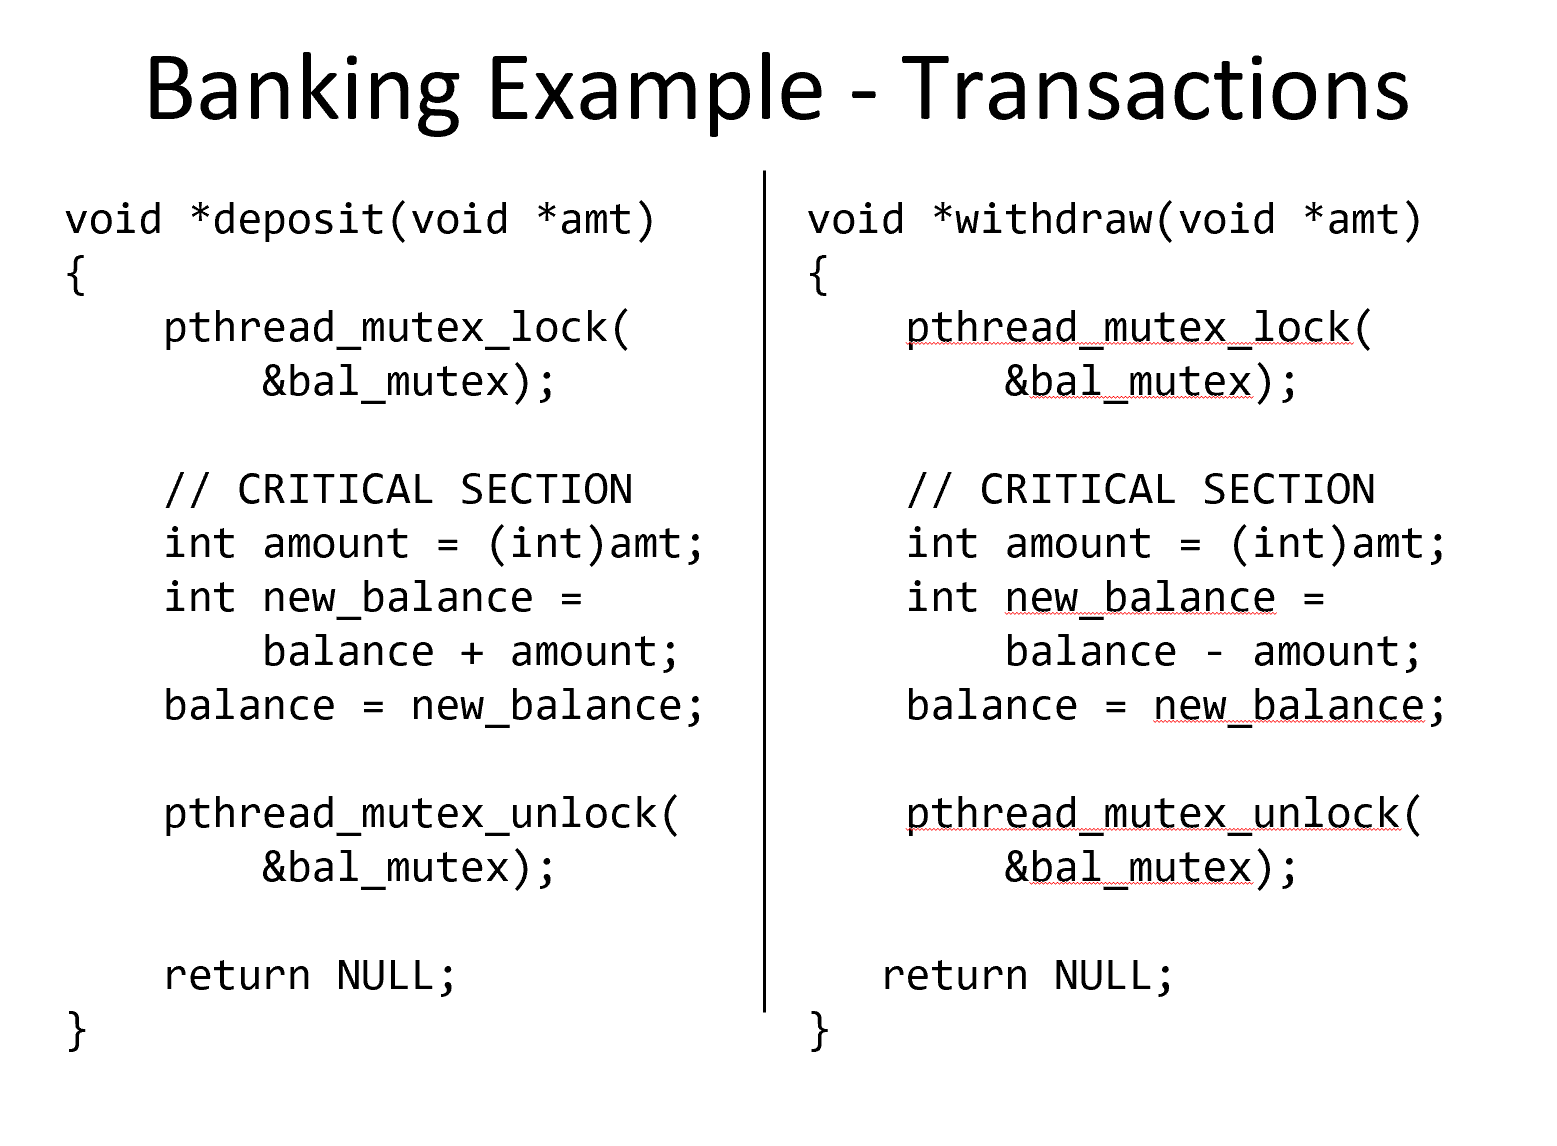 Banking Example - Transactions
void *deposit(void *amt)
{
    pthread_mutex_lock(
        &bal_mutex);

    // CRITICAL SECTION
    int amount = (int)amt;
    int new_balance =
        balance + amount;
    balance = new_balance;

    pthread_mutex_unlock(
        &bal_mutex);

    return NULL;
}
void *withdraw(void *amt)
{
    pthread_mutex_lock(
        &bal_mutex);

    // CRITICAL SECTION
    int amount = (int)amt;
    int new_balance =
        balance - amount;
    balance = new_balance;

    pthread_mutex_unlock(
        &bal_mutex);

   return NULL;
}